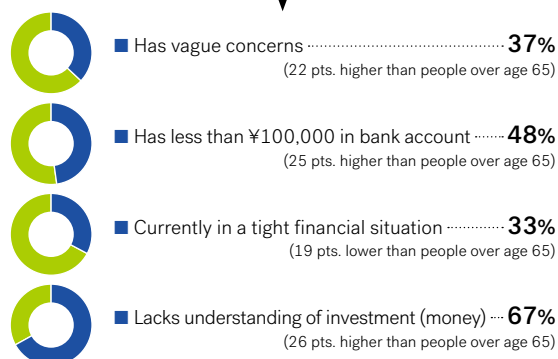 Has vague concerns 37%
(22 pts. higher than people over age 65)
Has less than ¥100,000 in bank account 48%
(25 pts. higher than people over age 65)
Currently in a tight financial situation 33%
(19 pts. lower than people over age 65)
Lacks understanding of investment (money) 67%
(26 pts. higher than people over age 65)